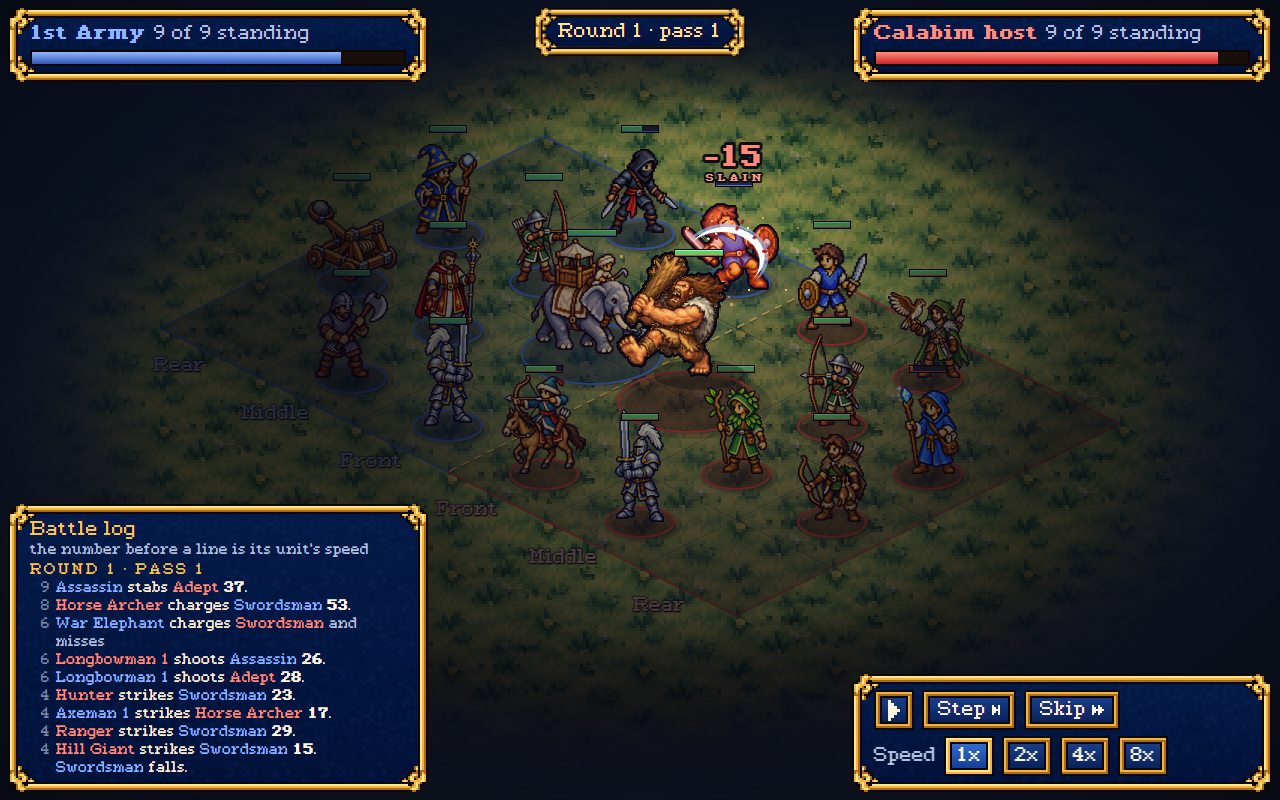 1st Army 9 of 9 standing
Round 1 · pass 1
Calabim host 9 of 9 standing
-15
SLAIN
Rear
Middle
Front
Front
Middle
Rear
Battle log
the number before a line is its unit's speed
ROUND 1 · PASS 1
9 Assassin stabs Adept 37.
8 Horse Archer charges Swordsman 53.
6 War Elephant charges Swordsman and
misses
6 Longbowman 1 shoots Assassin 26.
6 Longbowman 1 shoots Adept 28.
4 Hunter strikes Swordsman 23.
4 Axeman 1 strikes Horse Archer 17.
4 Ranger strikes Swordsman 29.
4 Hill Giant strikes Swordsman 15.
Swordsman falls.
Step
Skip
Speed 1x 2x 4x 8x